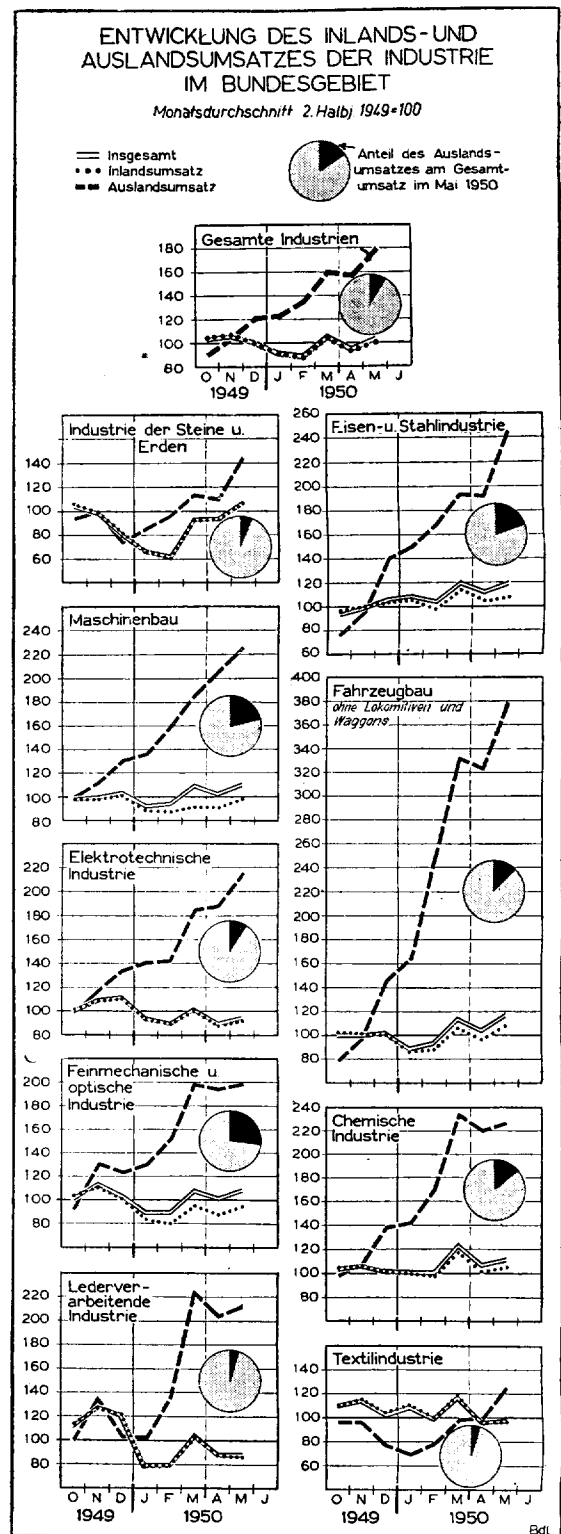 ENTWICKLUNG DES INLANDS-UND
AUSLANDSUMSATZES DER INDUSTRIE
IM BUNDESGEBIET
Monatsdurchschnitt 2. Halbj. 1949=100
Insgesamt
Inlandsumsatz
Auslandsumsatz
Anteil des Auslands-
umsatzes am Gesamt-
umsatz im Mai 1950
Gesamte Industrien
180
160
140
120
100
80
O N D J F M A M J
1949 1950
Industrie der Steine u.
Erden
140
120
100
80
60
Eisen-u. Stahlindustrie
260
240
220
200
180
160
140
120
100
80
60
Maschinenbau
240
220
200
180
160
140
120
100
80
Fahrzeugbau
ohne Lokomitiven und
Waggons
400
380
360
340
320
300
280
260
240
220
200
180
160
140
120
100
80
Elektrotechnische
Industrie
220
200
180
160
140
120
100
80
Feinmechanische u.
optische
Industrie
200
180
160
140
120
100
80
Chemische
Industrie
240
220
200
180
160
140
120
100
80
Lederver-
arbeitende
Industrie
220
200
180
160
140
120
100
80
O N D J F M A M J
1949 1950
Textilindustrie
140
120
100
80
60
40
O N D J F M A M J
1949 1950
BdL